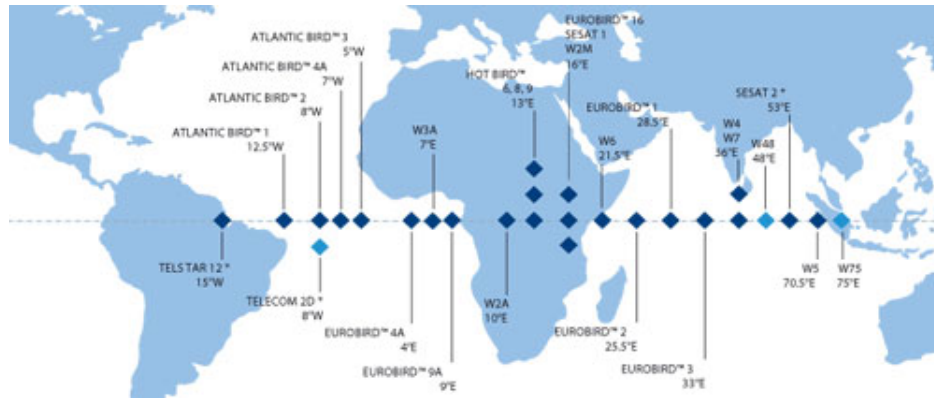 ATLANTIC BIRD™ 3
5°W
ATLANTIC BIRD™ 4A
7°W
ATLANTIC BIRD™ 2
8°W
ATLANTIC BIRD™ 1
12.5°W
W3A
7°E
HOT BIRD™
6, 8, 9
13°E
EUROBIRD™ 16
SESAT 1
W2M
16°E
W6
21.5°E
EUROBIRD™ 1
28.5°E
W4
W7
36°E
W48
48°E
SESAT 2 *
53°E
TELSTAR 12 *
15°W
TELECOM 2D *
8°W
EUROBIRD™ 4A
4°E
EUROBIRD™ 9A
9°E
W2A
10°E
EUROBIRD™ 2
25.5°E
EUROBIRD™ 3
33°E
W5
70.5°E
W75
75°E